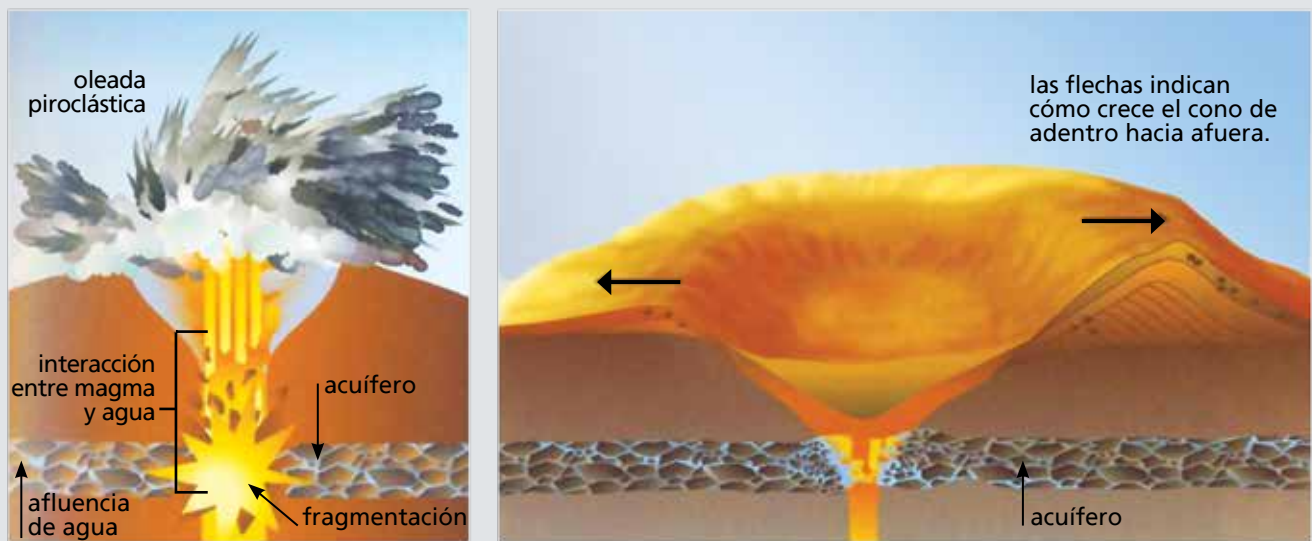 oleada
piroclástica
interacción
entre magma
y agua
acuífero
afluencia
de agua
fragmentación
las flechas indican
cómo crece el cono de
adentro hacia afuera.
acuífero